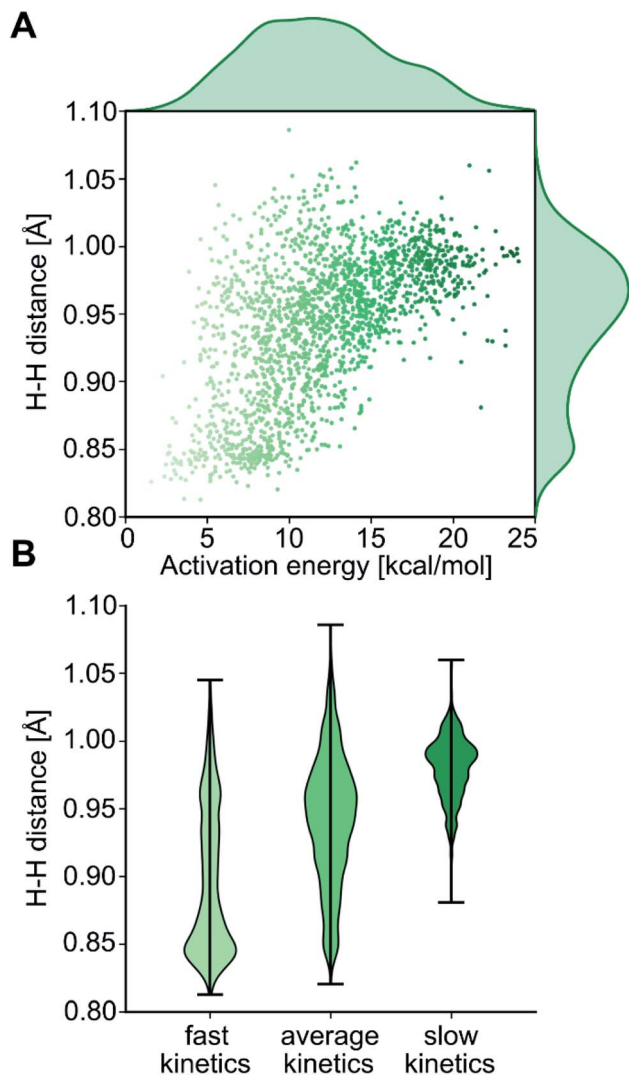 A
H-H distance [Å]
1.10
1.05
1.00
0.95
0.90
0.85
0.80
0 5 10 15 20 25
Activation energy [kcal/mol]
B
H-H distance [Å]
1.10
1.05
1.00
0.95
0.90
0.85
0.80
fast average slow
kinetics kinetics kinetics